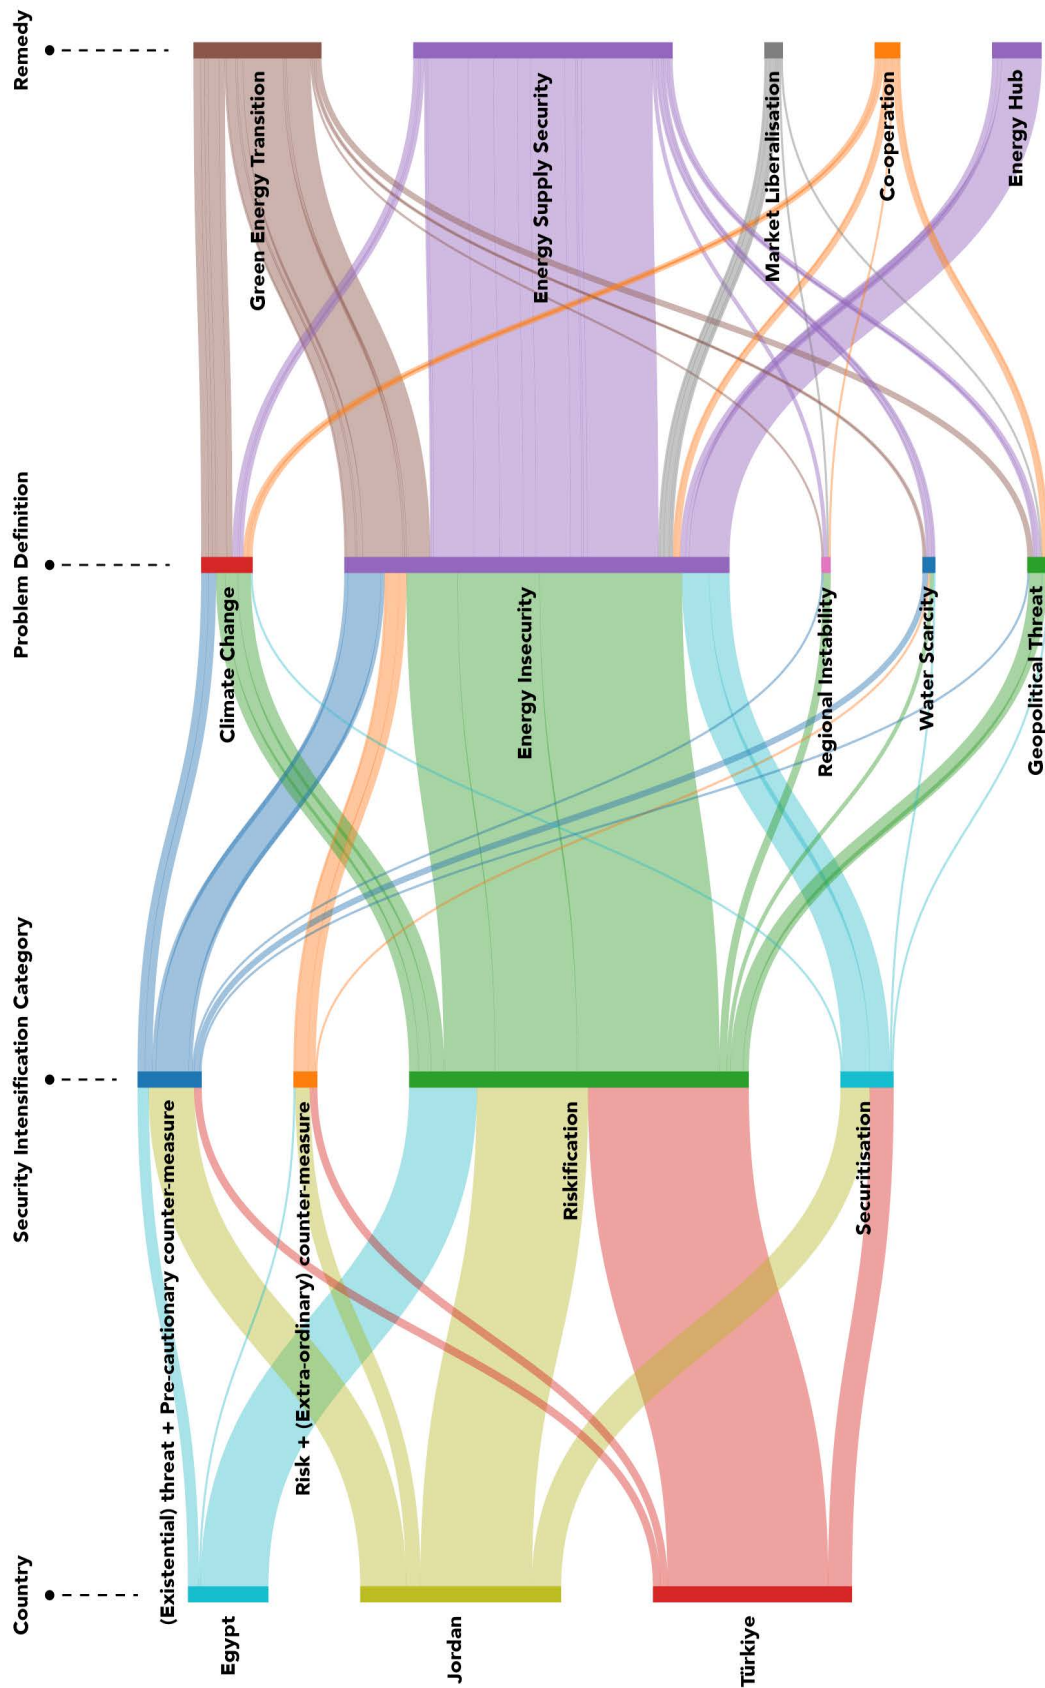 Remedy
Green Energy Transition
Energy Supply Security
Market Liberalisation
Co-operation
Energy Hub
Problem Definition
Climate Change
Energy Insecurity
Regional Instability
Water Scarcity
Geopolitical Threat
Security Intensification Category
(Existential) threat + Pre-cautionary counter-measure
Risk + (Extra-ordinary) counter-measure
Riskification
Securitisation
Country
Egypt
Jordan
Türkiye